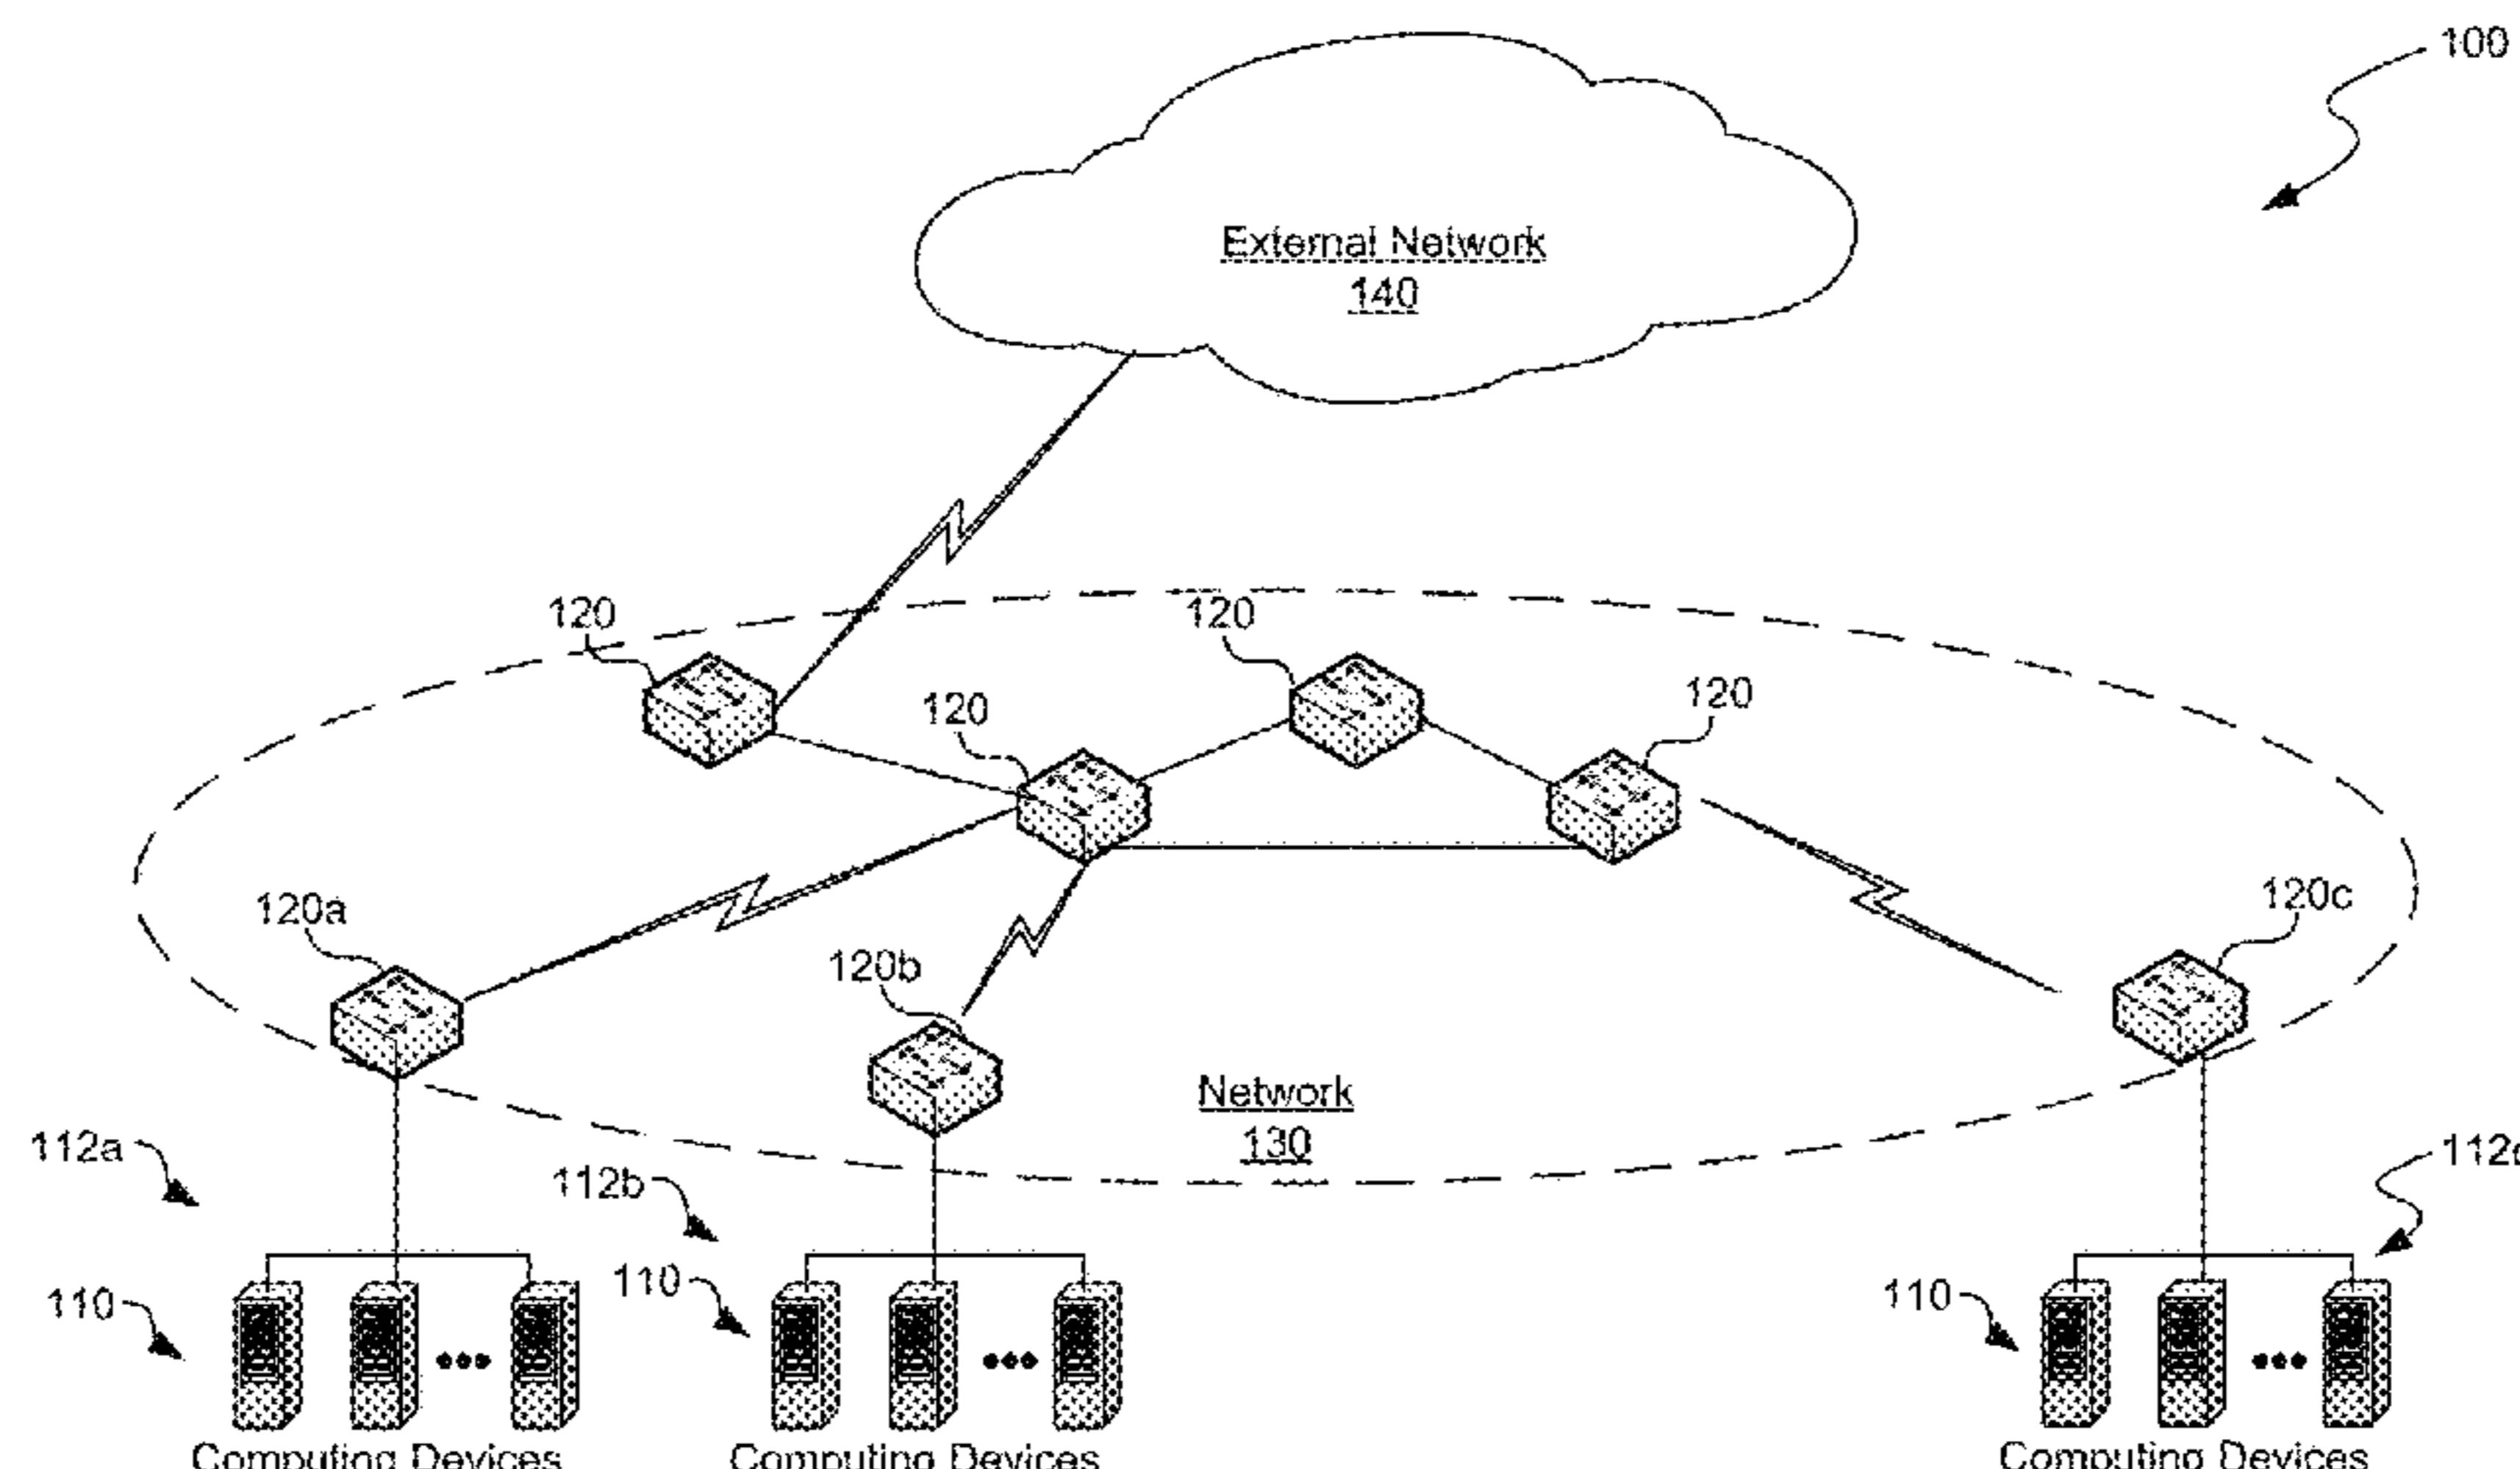 100
External Network
140
120
120
120
120
120a
120b
120c
Network
130
112a
112b
112c
110
110
110
Computing Devices
Computing Devices
Computing Devices